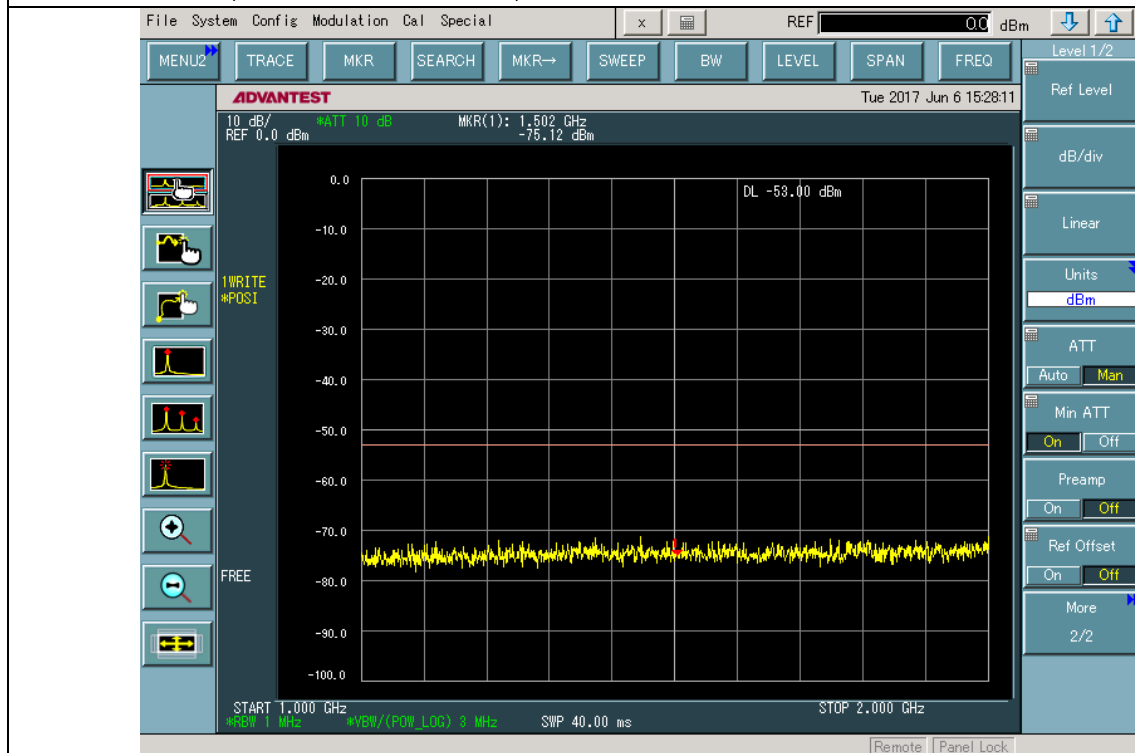 File System Config Modulation Cal Special x REF 0.0 dBm
MENU2 TRACE MKR SEARCH MKR→ SWEEP BW LEVEL SPAN FREQ
Level 1/2
ADVANTEST Tue 2017 Jun 6 15:28:11
Ref Level
10 dB/ *ATT 10 dB MKR(1): 1.502 GHz
REF 0.0 dBm -75.12 dBm
dB/div
0.0
DL -53.00 dBm
Linear
-10.0
1WRITE
*POSI
-20.0
Units
dBm
-30.0
ATT
Auto Man
-40.0
Min ATT
On Off
-50.0
-60.0
Preamp
On Off
-70.0
Ref Offset
On Off
FREE
-80.0
More
2/2
-90.0
-100.0
START 1.000 GHz STOP 2.000 GHz
*RBW 1 MHz *VBW/(POW_LOG) 3 MHz SWP 40.00 ms
Remote Panel Lock